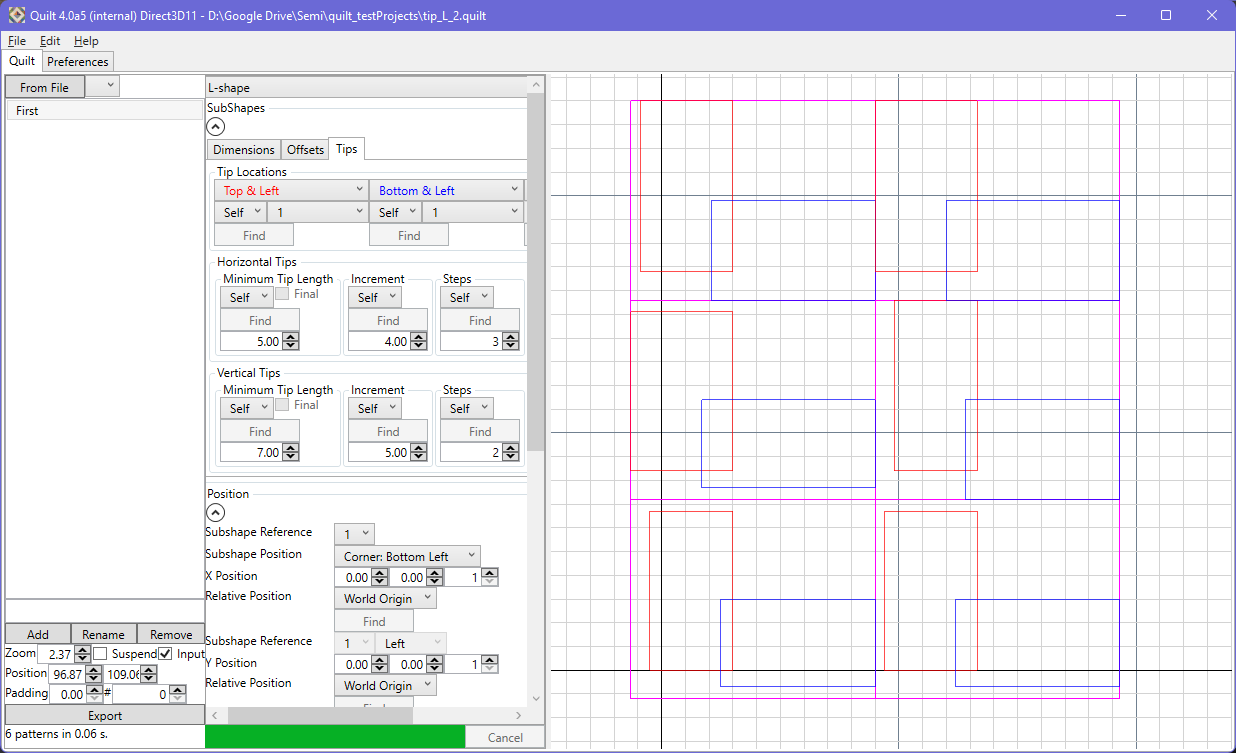 Quilt 4.0a5 (internal) Direct3D11 - D:\Google Drive\Semi\quilt_testProjects\tip_L_2.quilt
File Edit Help
Quilt Preferences
From File
First
L-shape
SubShapes
Dimensions Offsets Tips
Tip Locations
Top & Left Bottom & Left
Self 1 Self 1
Find Find
Horizontal Tips
Minimum Tip Length Increment Steps
Self Final Self Self
Find Find Find
5.00 4.00 3
Vertical Tips
Minimum Tip Length Increment Steps
Self Final Self Self
Find Find Find
7.00 5.00 2
Position
Subshape Reference 1
Subshape Position Corner: Bottom Left
X Position 0.00 0.00 1
Relative Position World Origin
Find
Subshape Reference 1 Left
Y Position 0.00 0.00 1
Relative Position World Origin
Add Rename Remove
Zoom 2.37 Suspend Input
Position 96.87 109.06
Padding 0.00 # 0
Export
6 patterns in 0.06 s.
Cancel